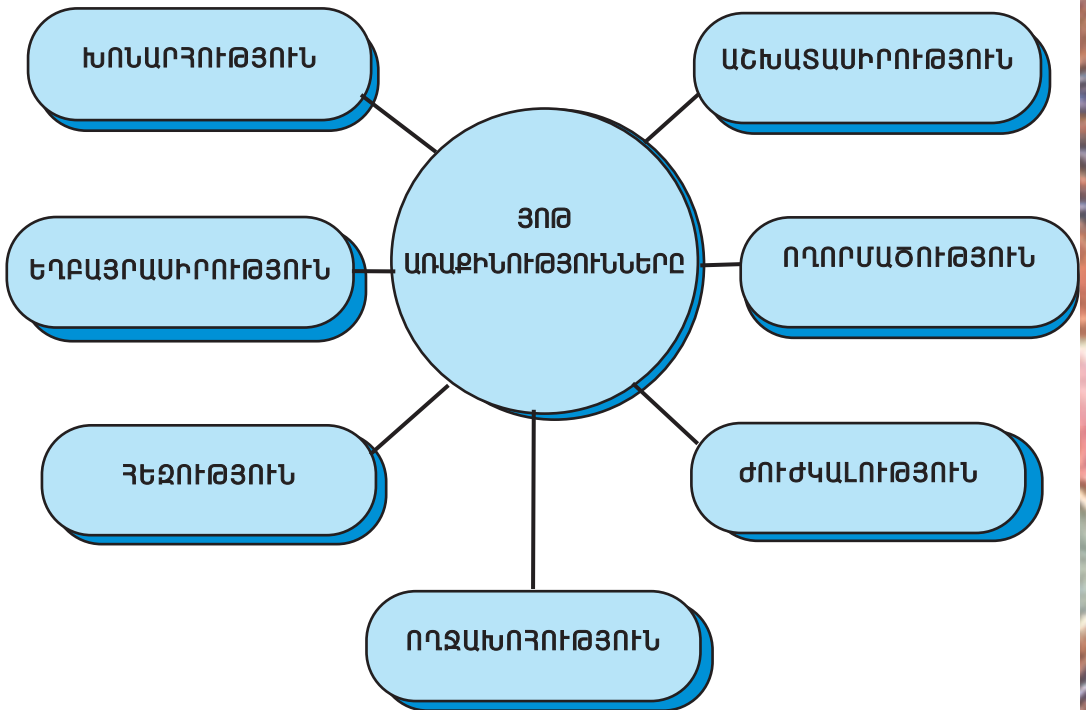 ԽՈՆԱՐՀՈՒԹՅՈՒՆ
ԱՇԽԱՏԱՍԻՐՈՒԹՅՈՒՆ
ՅՈԹ
ԱՌԱՔԻՆՈՒԹՅՈՒՆՆԵՐԸ
ԵՂԲԱՅՐԱՍԻՐՈՒԹՅՈՒՆ
ՈՂՈՐՄԱԾՈՒԹՅՈՒՆ
ՀԵԶՈՒԹՅՈՒՆ
ԺՈՒԺԿԱԼՈՒԹՅՈՒՆ
ՈՂՋԱԽՈՀՈՒԹՅՈՒՆ